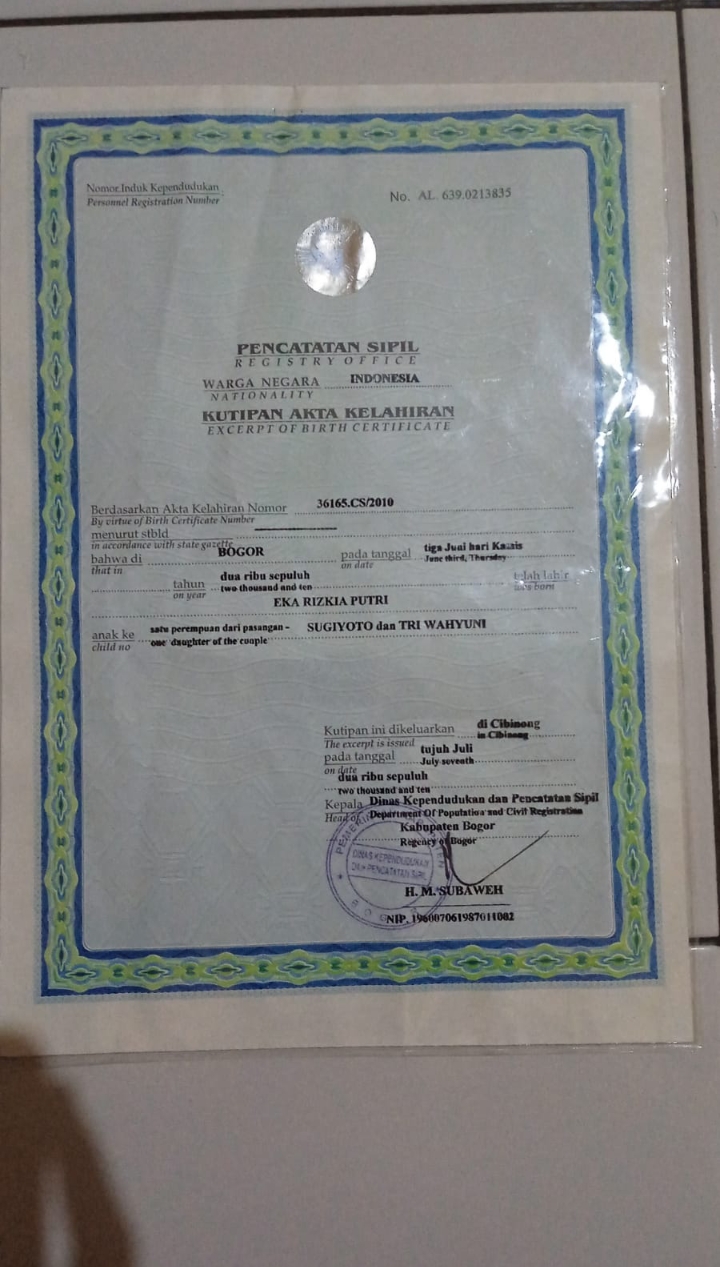 Nomor Induk Kependudukan
Personnel Registration Number
No. AL 639.0213835
PENCATATAN SIPIL
REGISTRY OFFICE
WARGA NEGARA INDONESIA
NATIONALITY
KUTIPAN AKTA KELAHIRAN
EXCERPT OF BIRTH CERTIFICATE
Berdasarkan Akta Kelahiran Nomor 36165.CS/2010
By virtue of Birth Certificate Number
menurut stbld
in accordance with state gazette
bahwa di BOGOR pada tanggal tiga Juni hari Kamis
that in on date June third, Thursday
tahun dua ribu sepuluh telah lahir
on year two thousand and ten was born
EKA RIZKIA PUTRI
anak ke satu perempuan dari pasangan - SUGIYOTO dan TRI WAHYUNI
child no one daughter of the couple
Kutipan ini dikeluarkan di Cibinong
The excerpt is issued in Cibinong
pada tanggal tujuh Juli
on date July seventh
dua ribu sepuluh
two thousand and ten
Kepala Dinas Kependudukan dan Pencatatan Sipil
Head of Department Of Population and Civil Registration
Kabupaten Bogor
Regency of Bogor
DINAS KEPENDUDUKAN
DAN PENCATATAN SIPIL
BOGOR
H. M. SUBAWEH
NIP. 196007061987011002